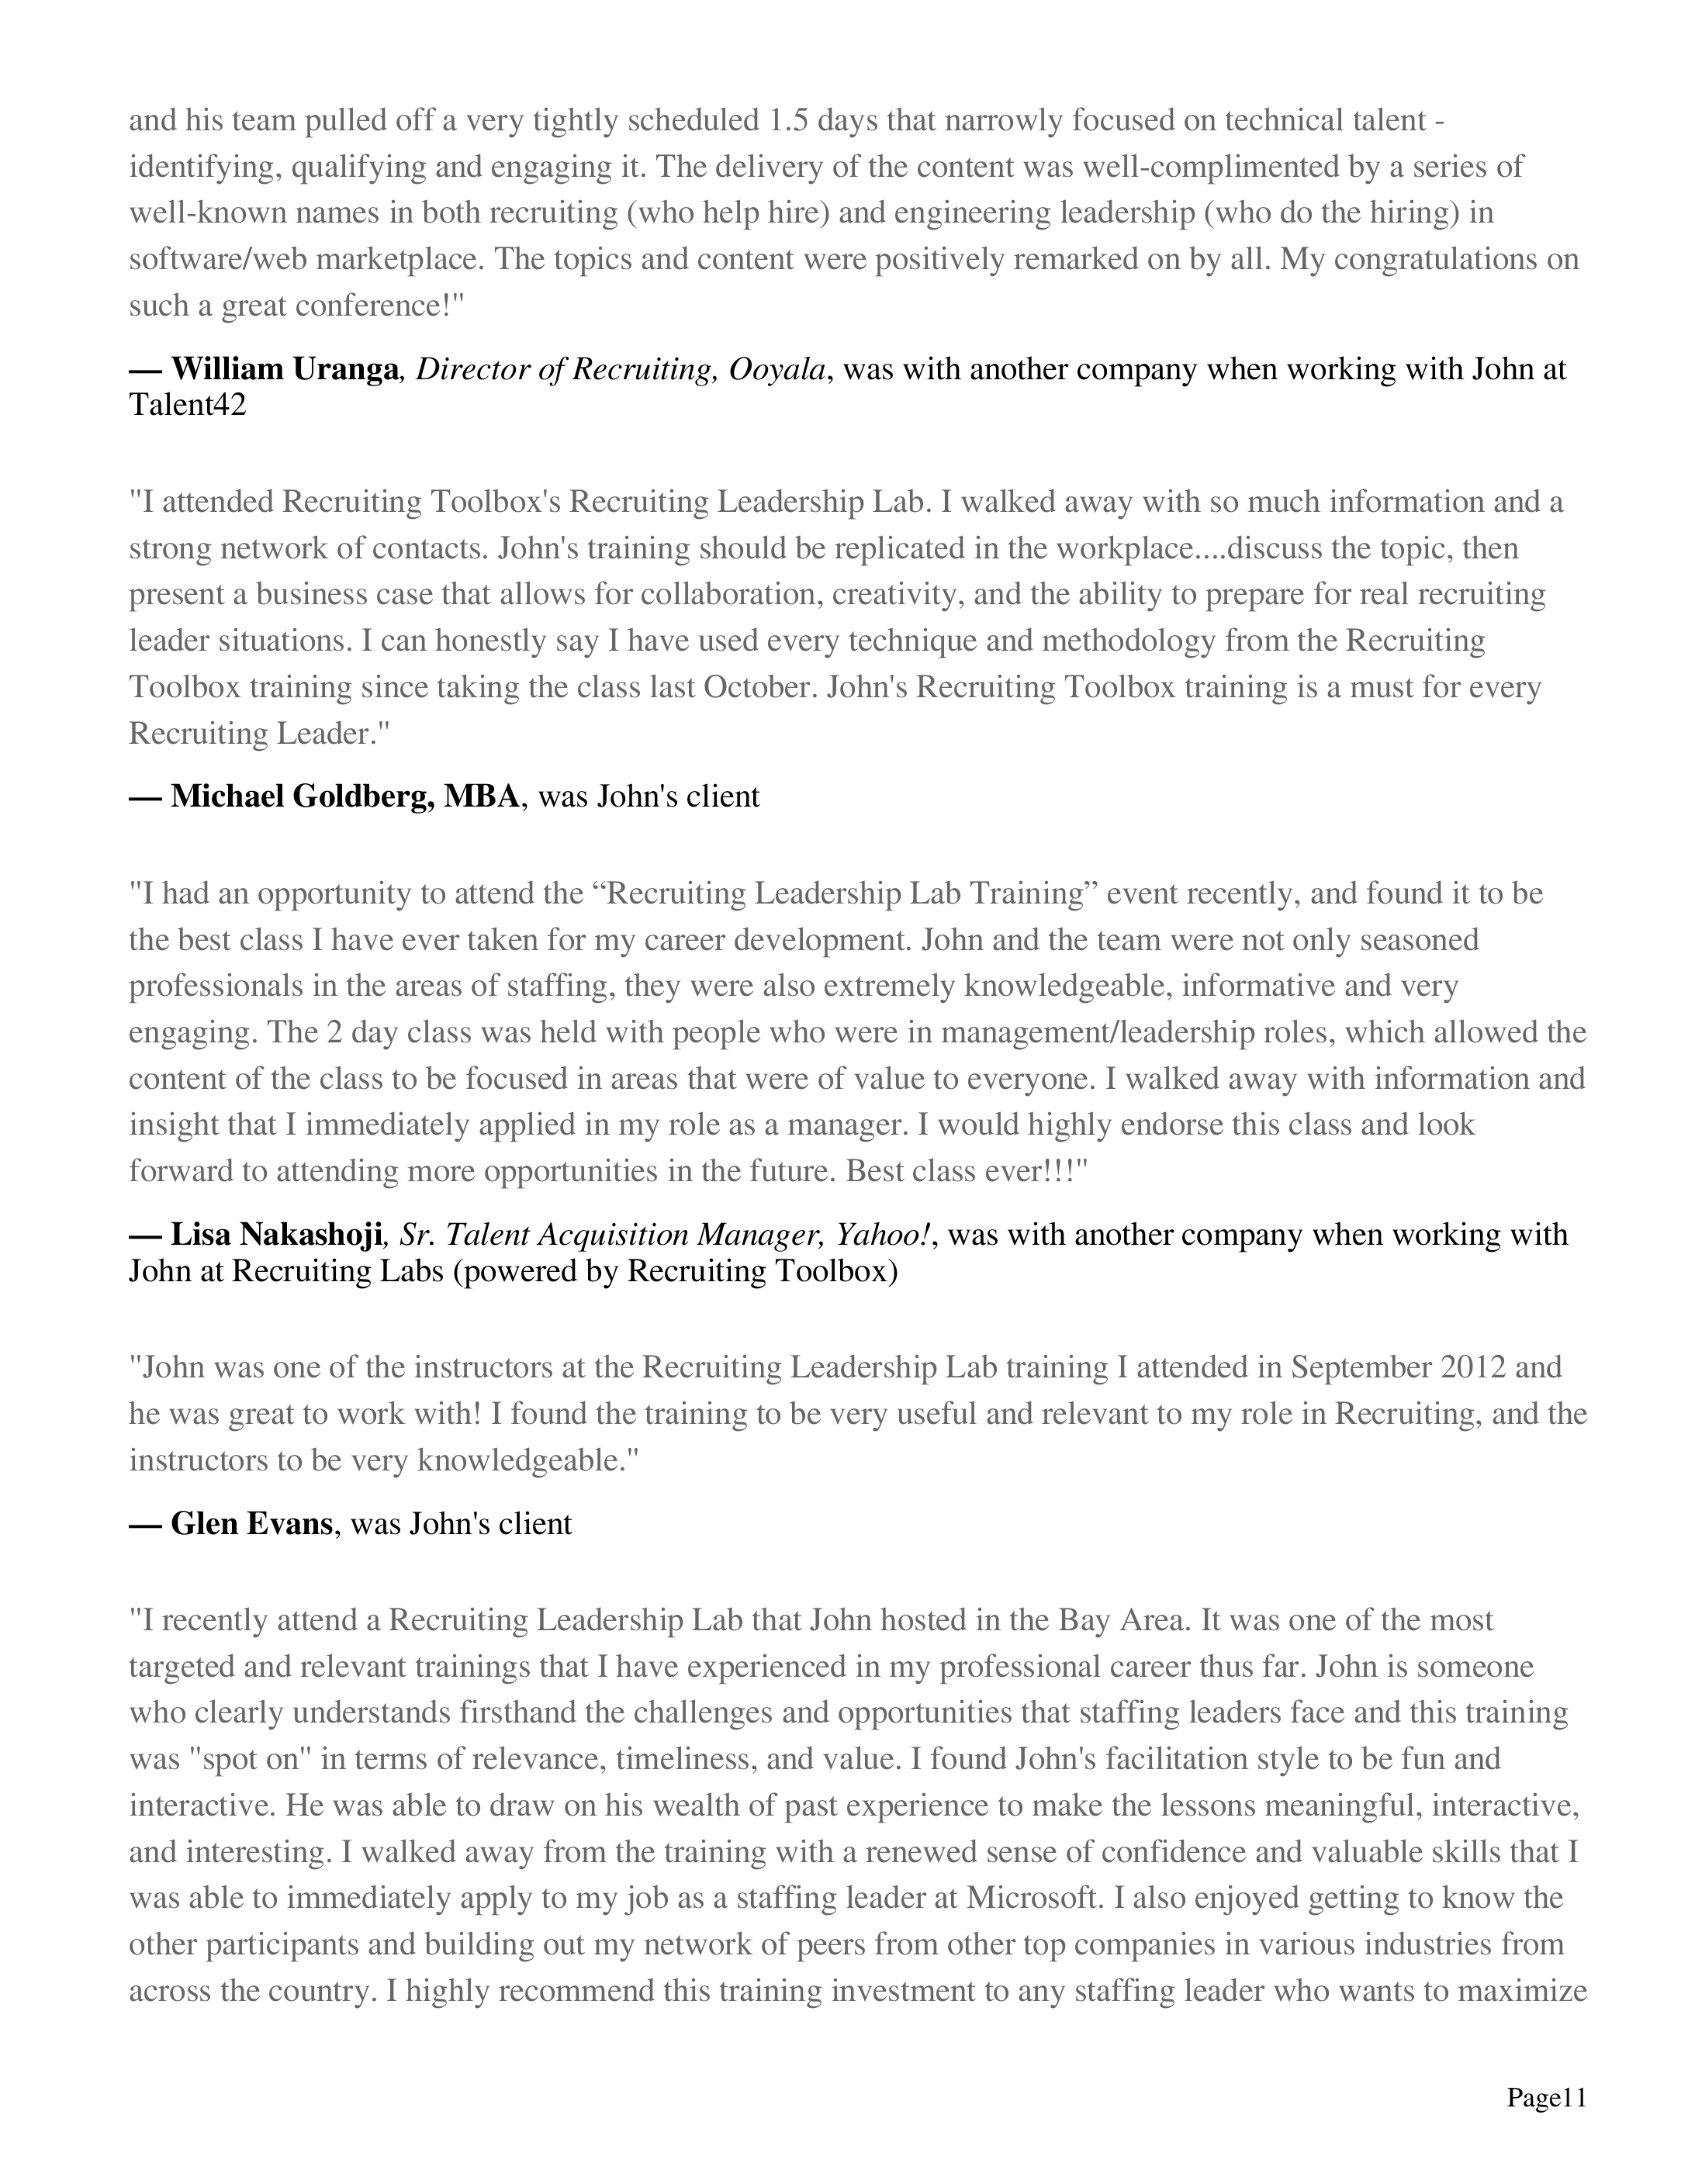 and his team pulled off a very tightly scheduled 1.5 days that narrowly focused on technical talent -
identifying, qualifying and engaging it. The delivery of the content was well-complimented by a series of
well-known names in both recruiting (who help hire) and engineering leadership (who do the hiring) in
software/web marketplace. The topics and content were positively remarked on by all. My congratulations on
such a great conference!"
— William Uranga, Director of Recruiting, Ooyala, was with another company when working with John at
Talent42
"I attended Recruiting Toolbox's Recruiting Leadership Lab. I walked away with so much information and a
strong network of contacts. John's training should be replicated in the workplace....discuss the topic, then
present a business case that allows for collaboration, creativity, and the ability to prepare for real recruiting
leader situations. I can honestly say I have used every technique and methodology from the Recruiting
Toolbox training since taking the class last October. John's Recruiting Toolbox training is a must for every
Recruiting Leader."
— Michael Goldberg, MBA, was John's client
"I had an opportunity to attend the “Recruiting Leadership Lab Training” event recently, and found it to be
the best class I have ever taken for my career development. John and the team were not only seasoned
professionals in the areas of staffing, they were also extremely knowledgeable, informative and very
engaging. The 2 day class was held with people who were in management/leadership roles, which allowed the
content of the class to be focused in areas that were of value to everyone. I walked away with information and
insight that I immediately applied in my role as a manager. I would highly endorse this class and look
forward to attending more opportunities in the future. Best class ever!!!"
— Lisa Nakashoji, Sr. Talent Acquisition Manager, Yahoo!, was with another company when working with
John at Recruiting Labs (powered by Recruiting Toolbox)
"John was one of the instructors at the Recruiting Leadership Lab training I attended in September 2012 and
he was great to work with! I found the training to be very useful and relevant to my role in Recruiting, and the
instructors to be very knowledgeable."
— Glen Evans, was John's client
"I recently attend a Recruiting Leadership Lab that John hosted in the Bay Area. It was one of the most
targeted and relevant trainings that I have experienced in my professional career thus far. John is someone
who clearly understands firsthand the challenges and opportunities that staffing leaders face and this training
was "spot on" in terms of relevance, timeliness, and value. I found John's facilitation style to be fun and
interactive. He was able to draw on his wealth of past experience to make the lessons meaningful, interactive,
and interesting. I walked away from the training with a renewed sense of confidence and valuable skills that I
was able to immediately apply to my job as a staffing leader at Microsoft. I also enjoyed getting to know the
other participants and building out my network of peers from other top companies in various industries from
across the country. I highly recommend this training investment to any staffing leader who wants to maximize
Page11